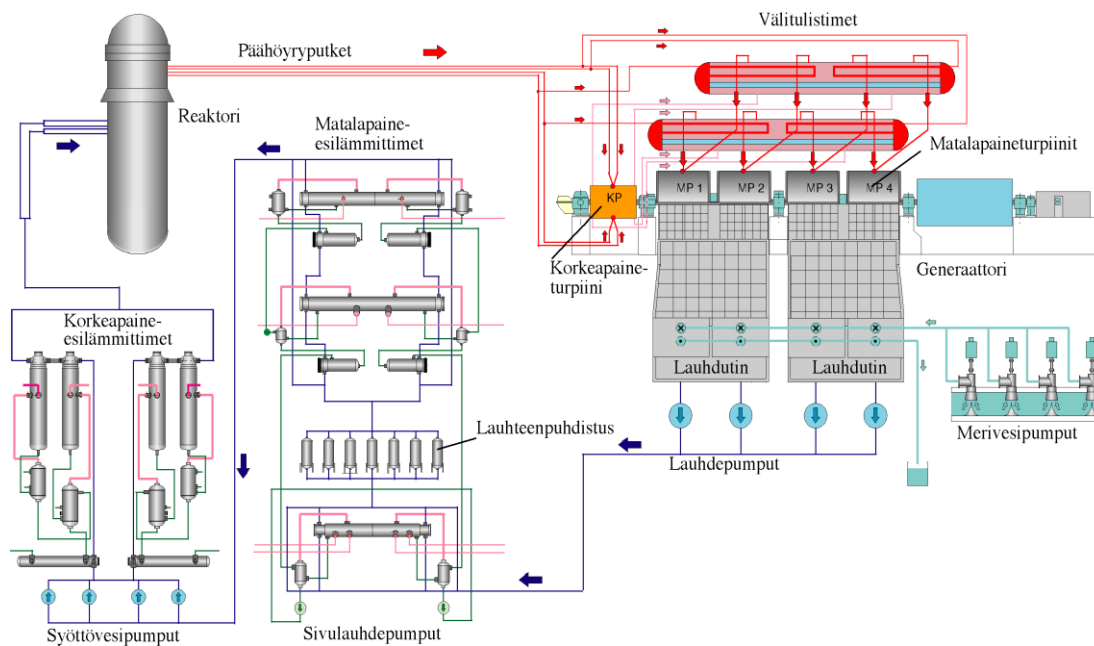 Päähöyryputket
Välitulistimet
Reaktori
Matalapaine-
esilämmittimet
Matalapaineturpiinit
MP 1
MP 2
MP 3
MP 4
KP
Korkeapaine-
turpiini
Generaattori
Korkeapaine-
esilämmittimet
Lauhdutin
Lauhdutin
Lauhteenpuhdistus
Merivesipumput
Lauhdepumput
Syöttövesipumput
Sivulauhdepumput